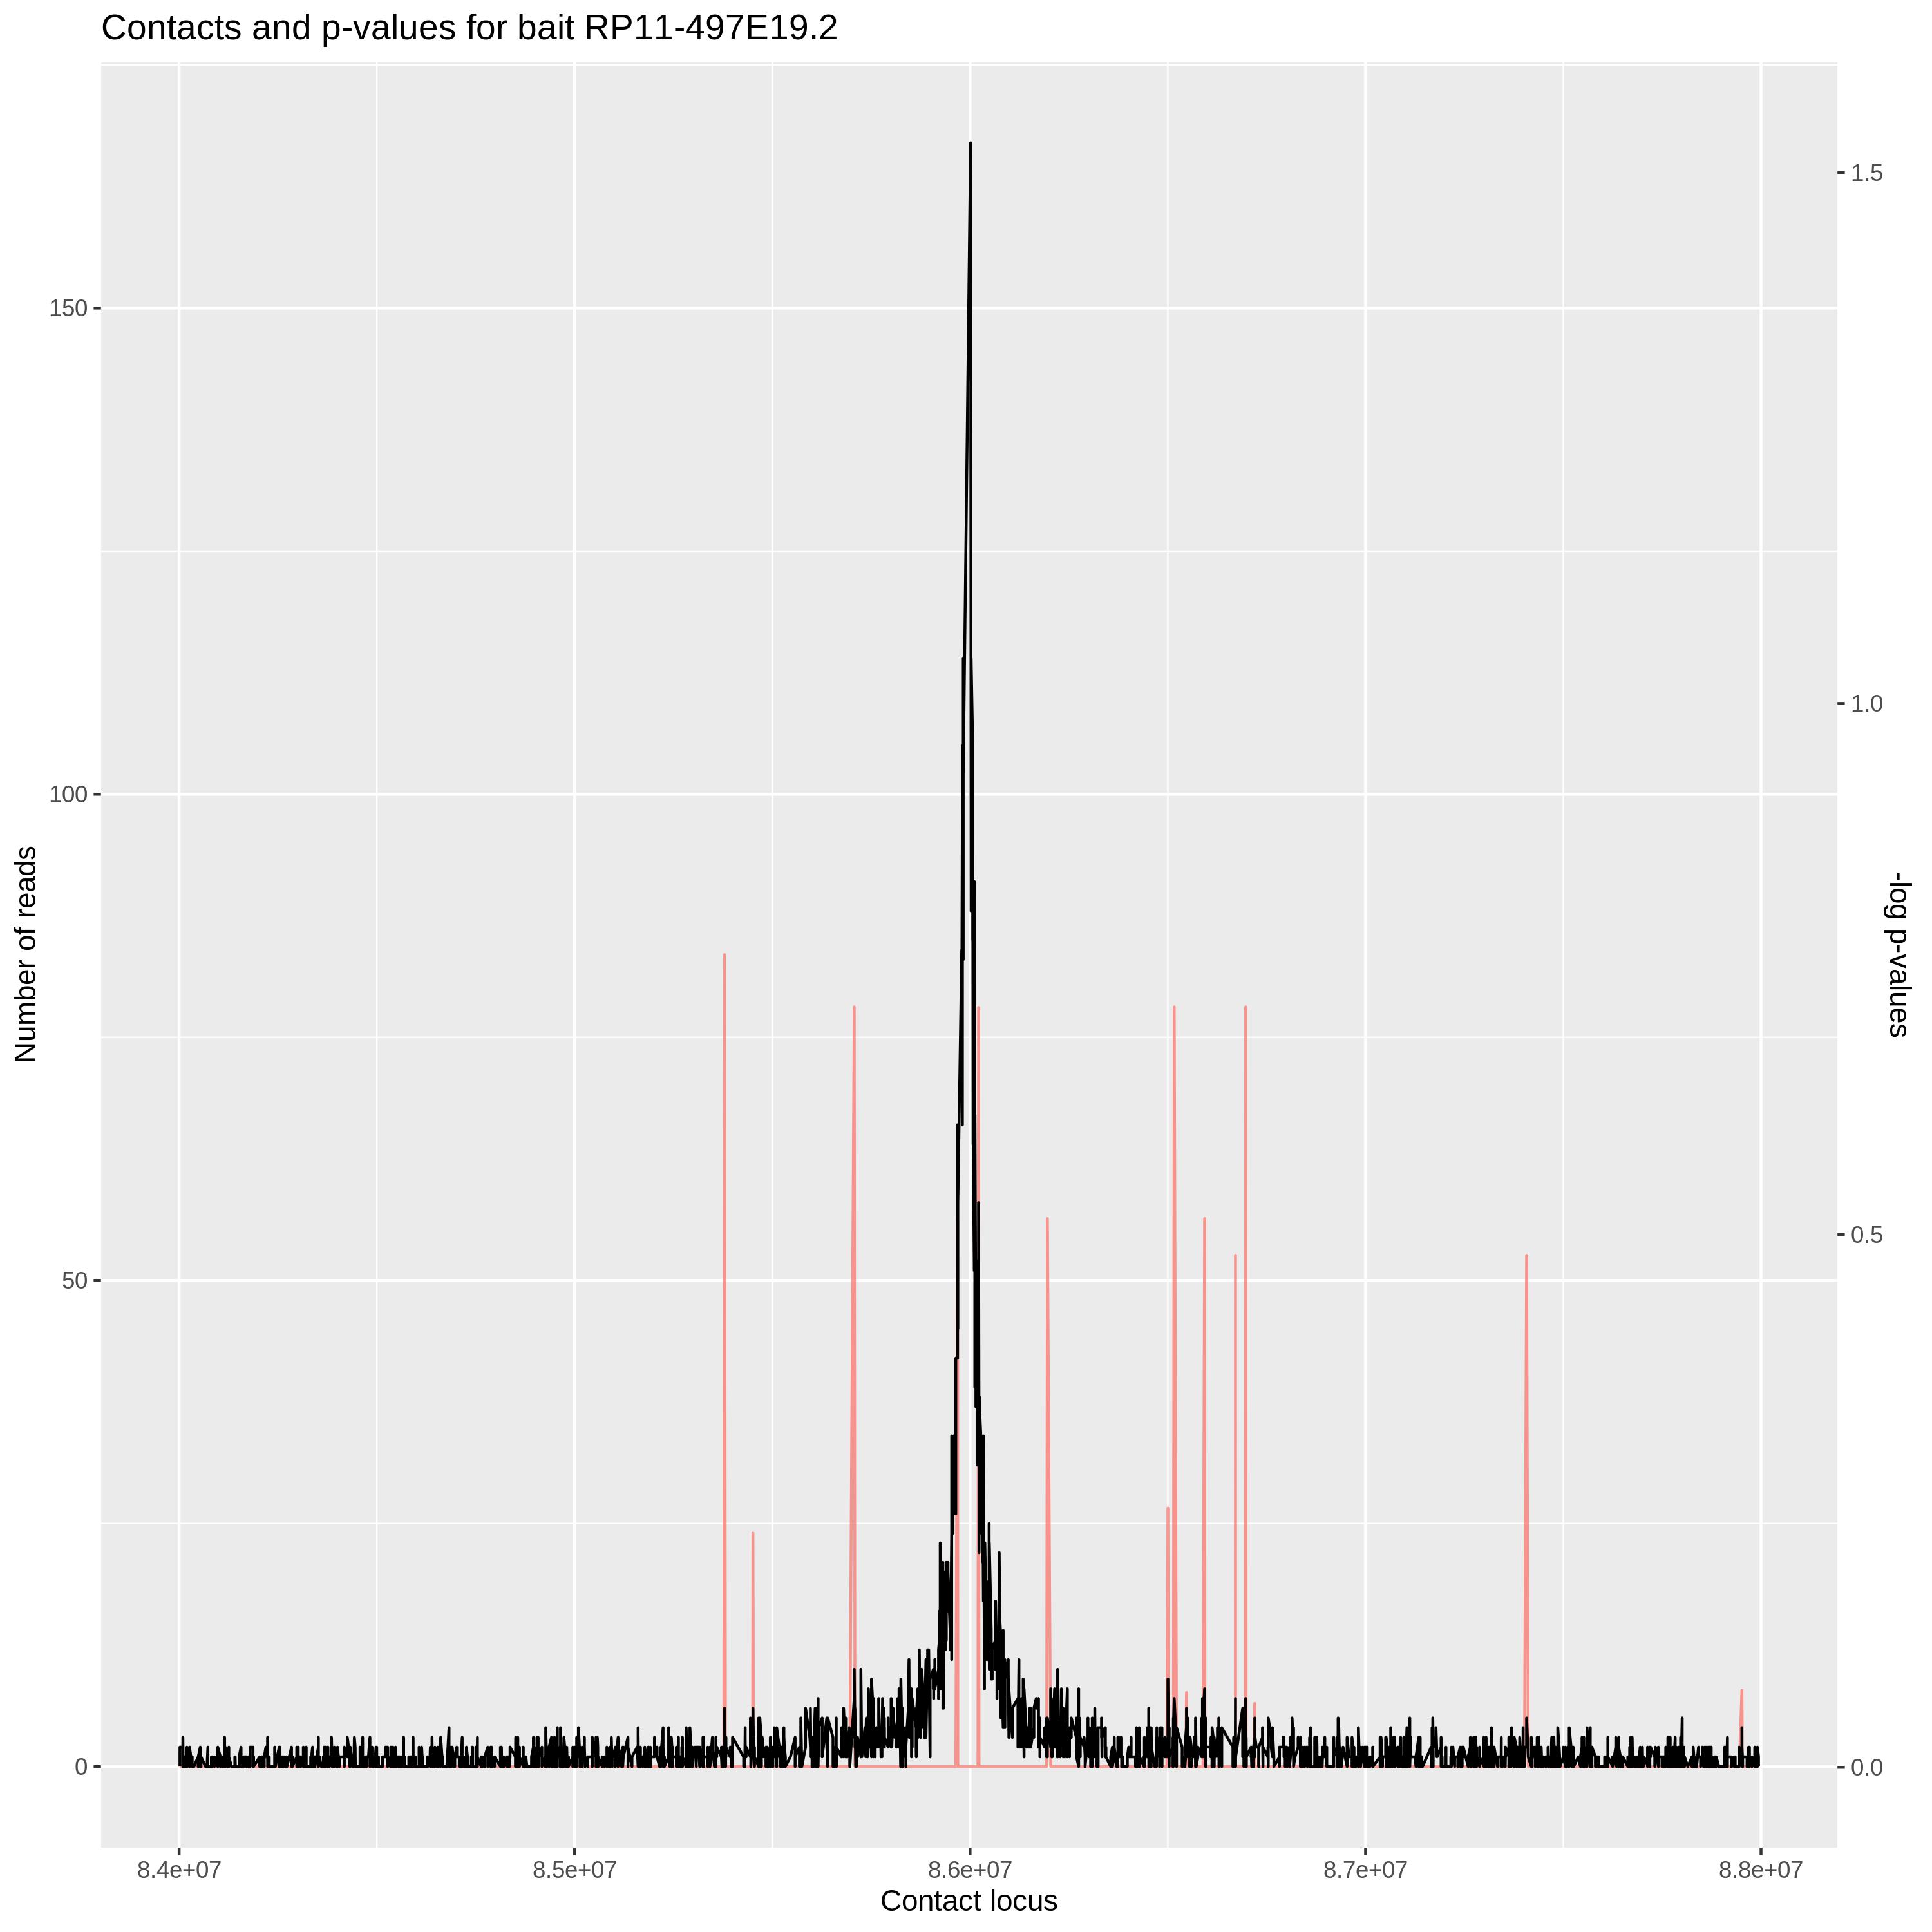 Contacts and p-values for bait RP11-497E19.2
150
100
50
0
Number of reads
1.5
1.0
0.5
0.0
-log p-values
8.4e+07 8.5e+07 8.6e+07 8.7e+07 8.8e+07
Contact locus